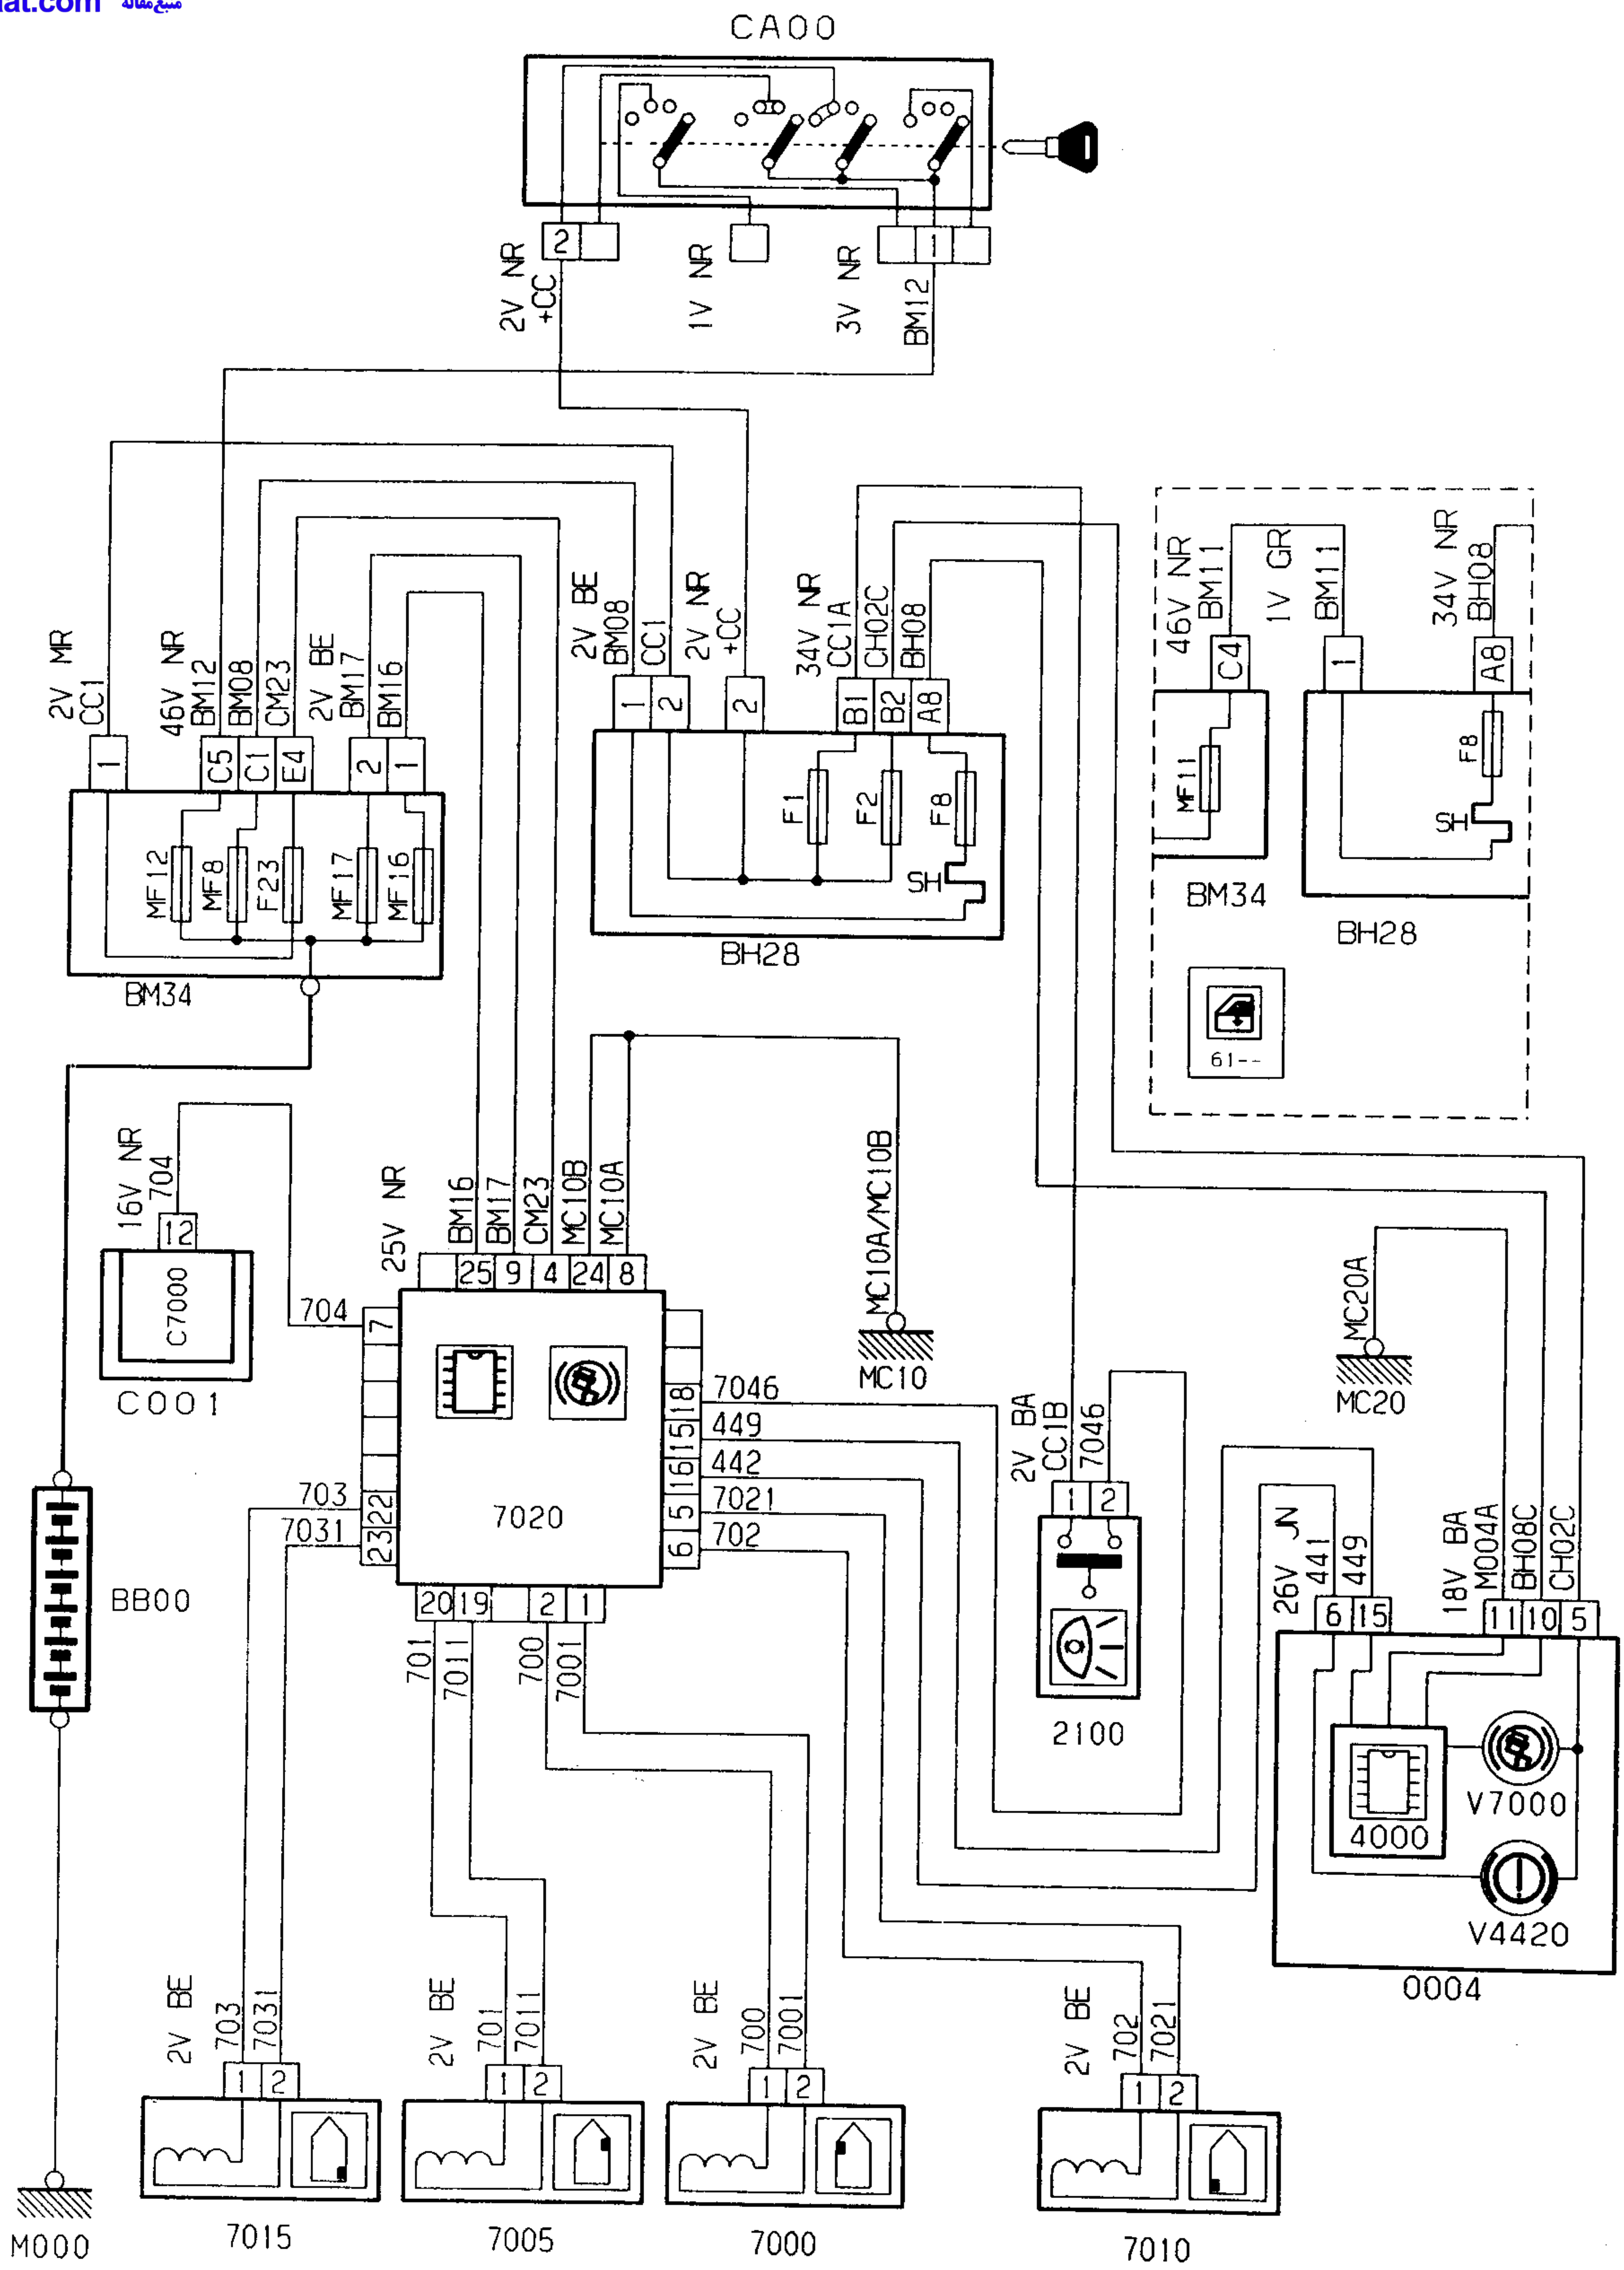 nat.com منبع مقاله
CA00
2
1
2V NR
+CC
1V NR
3V NR
BM12
2V MR
CC1
46V NR
BM12
BM08
CM23
2V BE
BM17
BM16
1
C5
C1
E4
2
1
MF12
MF8
F23
MF17
MF16
BM34
2V BE
BM08
CC1
2V NR
+CC
34V NR
CC1A
CH02C
BH08
1
2
2
B1
B2
A8
F1
F2
F8
SH
BH28
46V NR
BM11
1V GR
BM11
34V NR
BH08
C4
1
A8
MF11
F8
SH
BM34
BH28
61--
16V NR
704
12
C7000
C001
25V NR
BM16
BM17
CM23
MC10B
MC10A
25
9
4
24
8
MC10A/MC10B
MC10
704
7
703
22
7031
23
7020
18
7046
15
449
16
442
5
7021
6
702
20
19
2
1
701
7011
700
7001
BB00
M000
2V BA
CC1B
7046
1
2
2100
MC20A
MC20
26V JN
441
449
18V BA
M004A
BH08C
CH02C
6
15
11
10
5
4000
V7000
V4420
0004
2V BE
703
7031
1
2
7015
2V BE
701
7011
1
2
7005
2V BE
700
7001
1
2
7000
2V BE
702
7021
1
2
7010